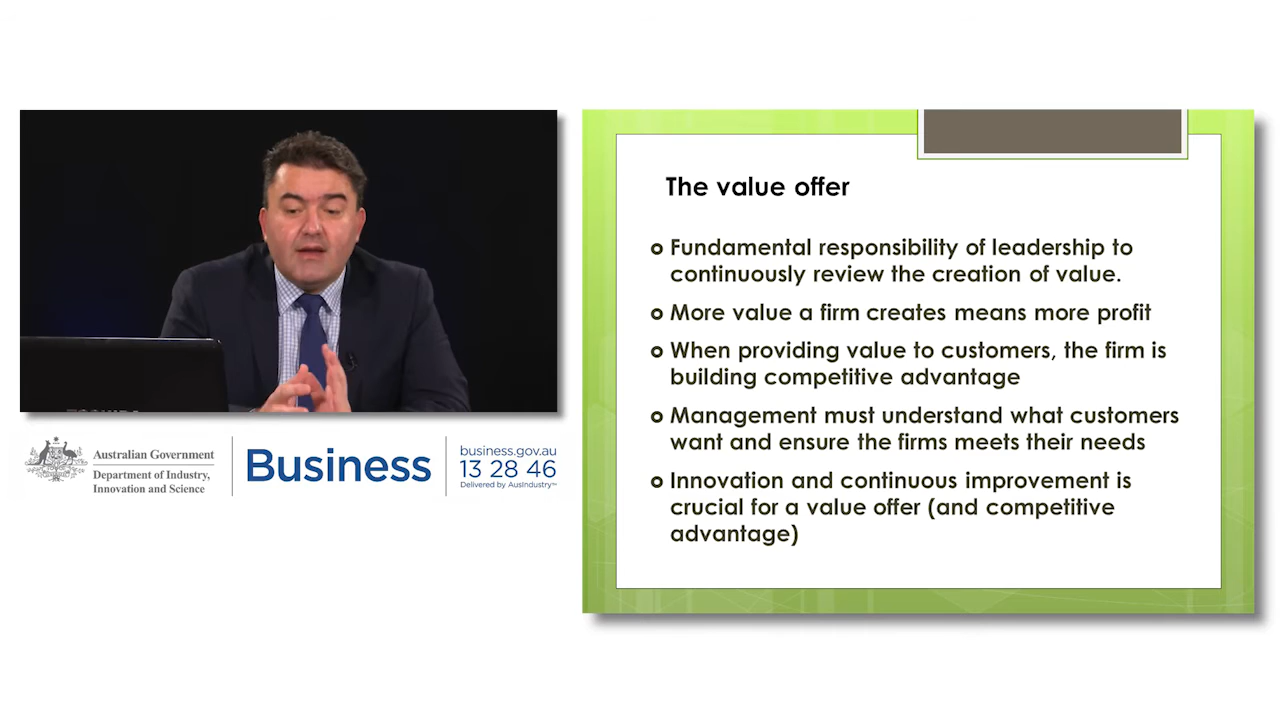 Australian Government
Department of Industry,
Innovation and Science
Business
business.gov.au
13 28 46
Delivered by AusIndustry™
The value offer
Fundamental responsibility of leadership to
continuously review the creation of value.
More value a firm creates means more profit
When providing value to customers, the firm is
building competitive advantage
Management must understand what customers
want and ensure the firms meets their needs
Innovation and continuous improvement is
crucial for a value offer (and competitive
advantage)